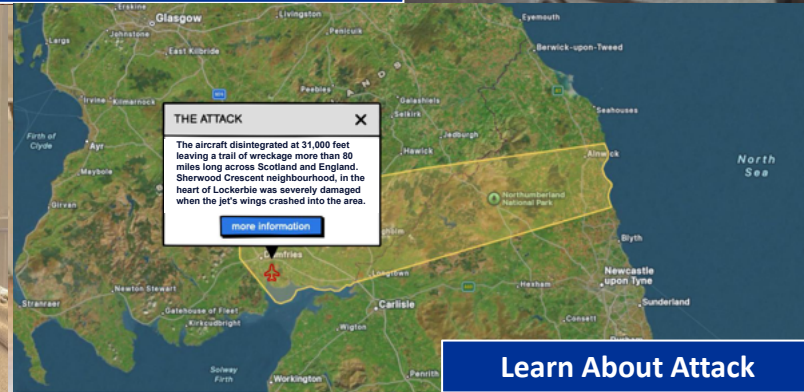 Erskine
Glasgow
Livingston
Eyemouth
Johnstone
Penicuik
Largs
East Kilbride
Berwick-upon-Tweed
Peebles
A N D S
Irvine
Kilmarnock
Galashiels
Selkirk
Seahouses
THE ATTACK X
Firth of
Clyde
Ayr
Jedburgh
Hawick
Alnwick
North
Sea
The aircraft disintegrated at 31,000 feet
leaving a trail of wreckage more than 80
miles long across Scotland and England.
Sherwood Crescent neighbourhood, in the
heart of Lockerbie was severely damaged
when the jet's wings crashed into the area.
Maybole
Girvan
Northumberland
National Park
more information
gholm
Blyth
Dumfries
Longtown
Newcastle
upon Tyne
Newton Stewart
Hexham
Stranraer
Gatehouse of Fleet
Carlisle
Sunderland
Kirkcudbright
Wigton
Consett
Solway
Firth
Workington
Penrith
Learn About Attack